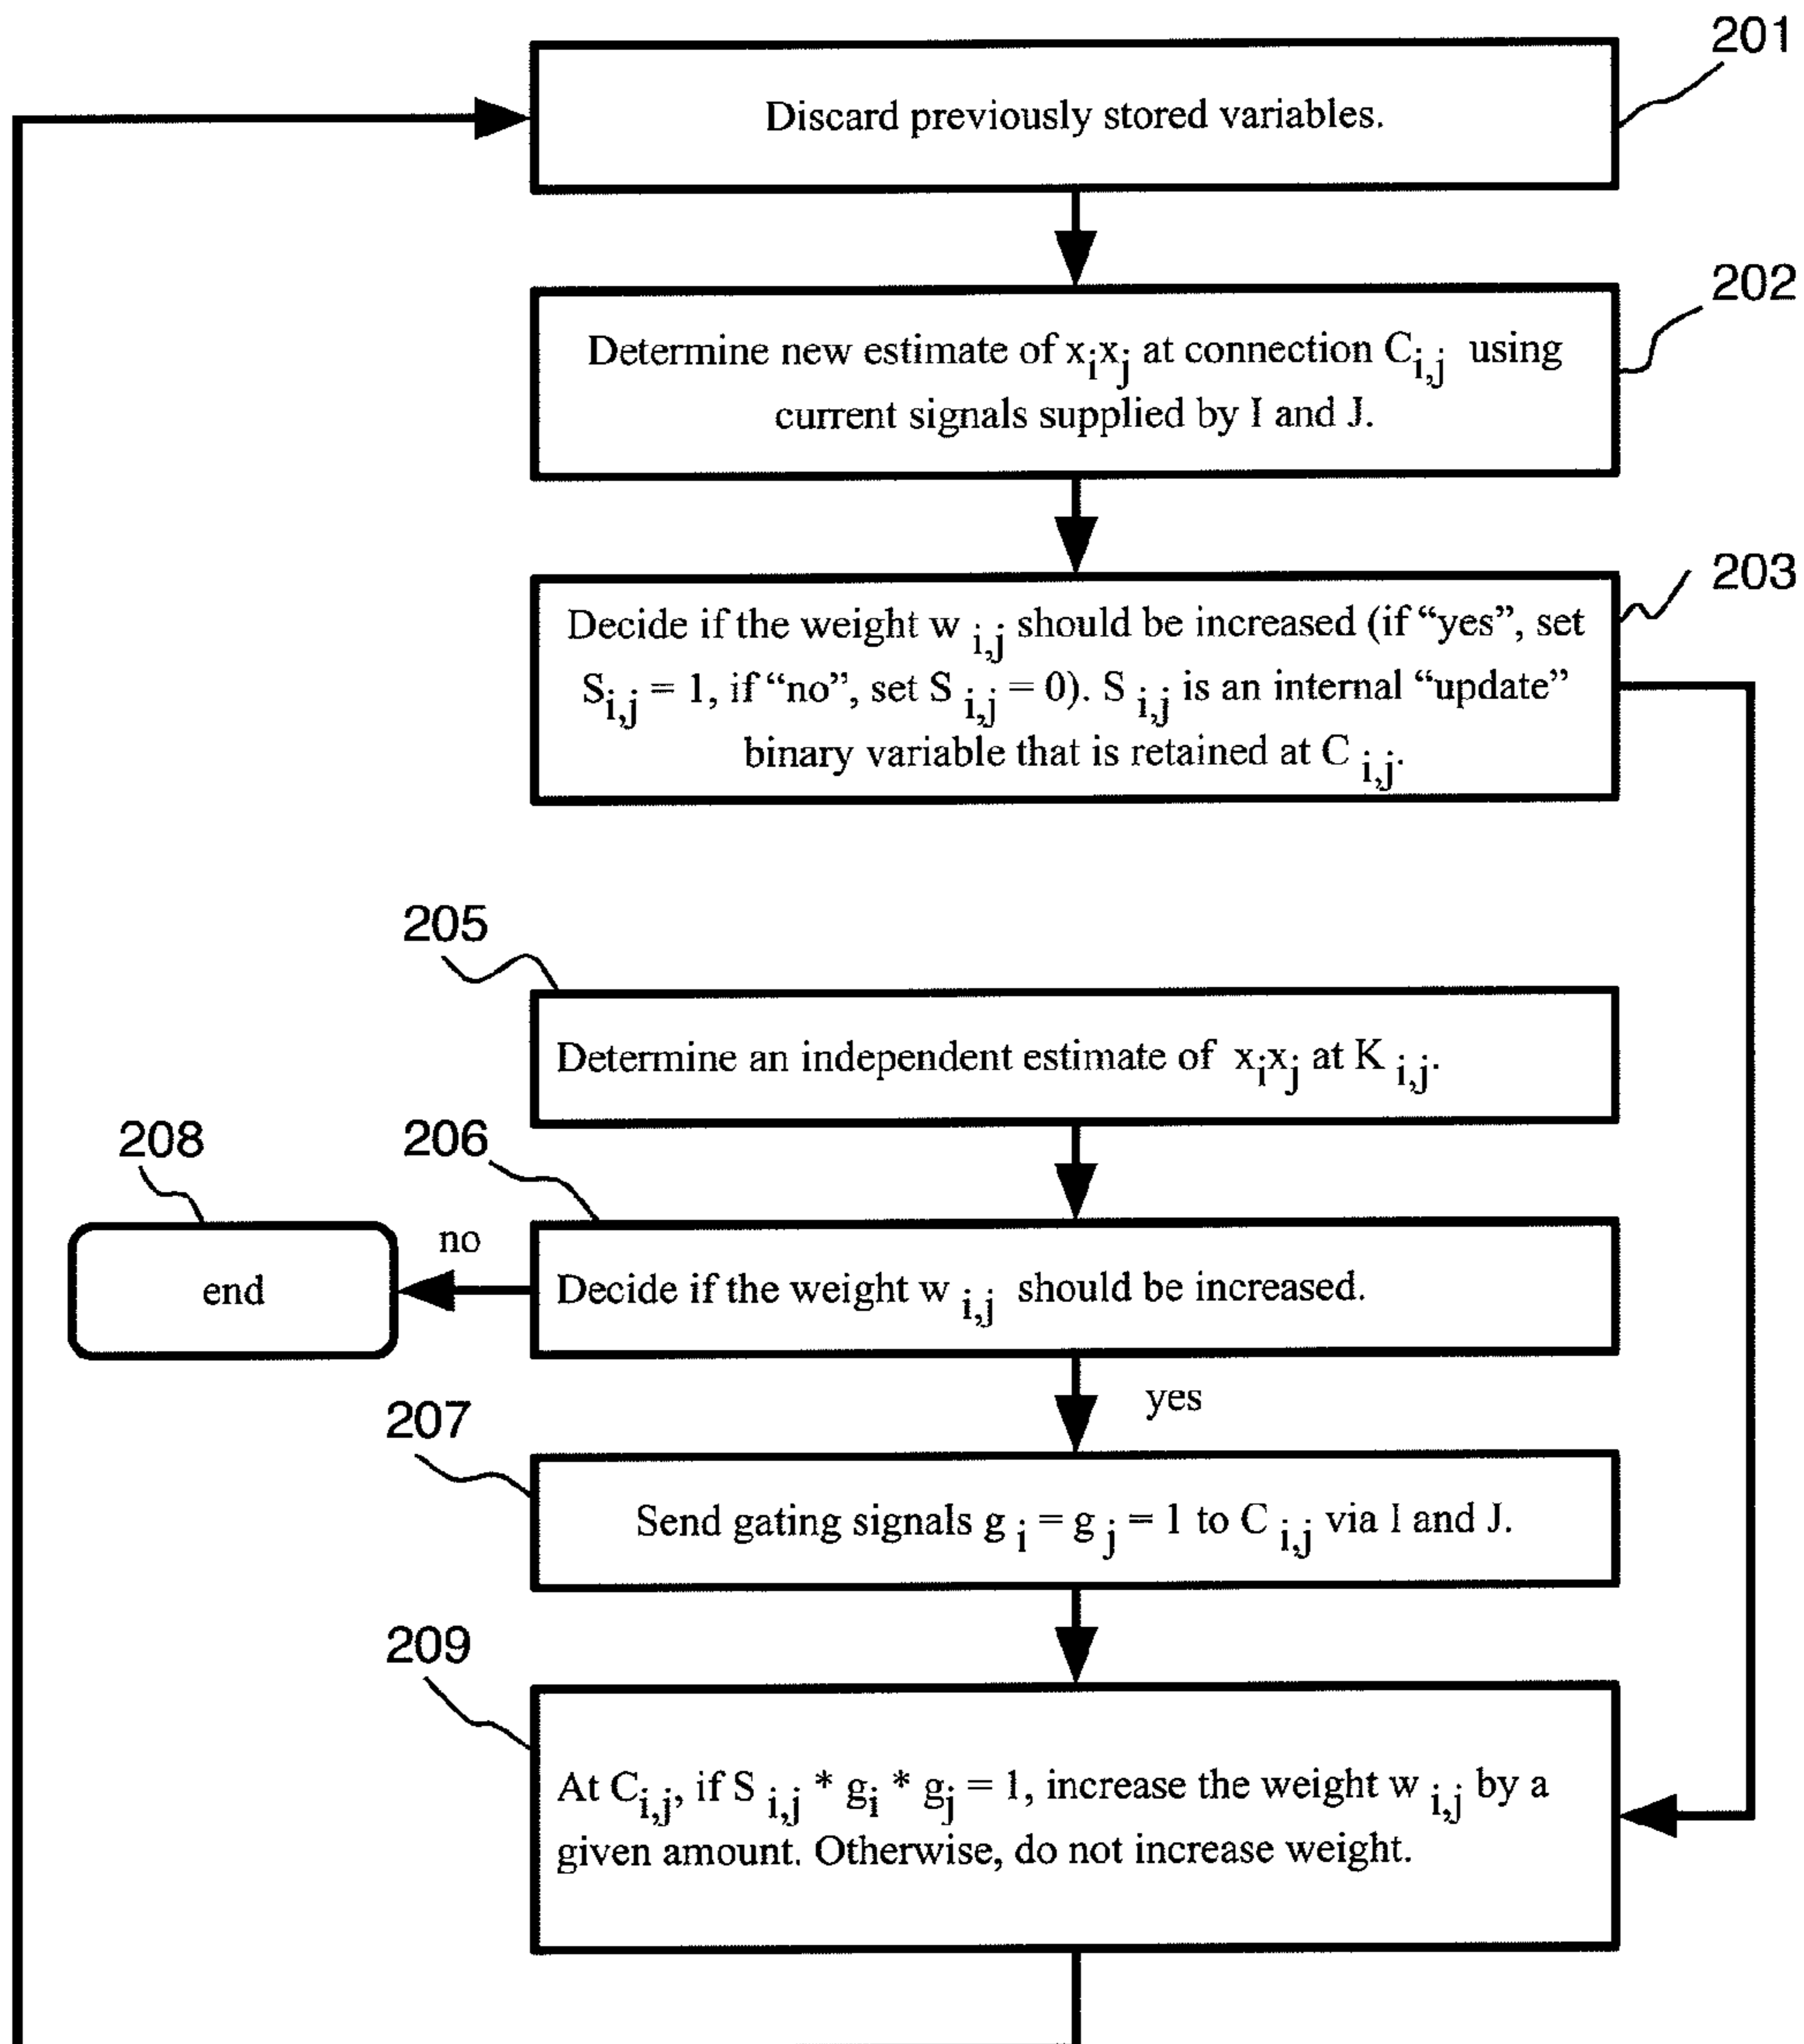 201
Discard previously stored variables.
202
Determine new estimate of xixj at connection Ci,j using
current signals supplied by I and J.
203
Decide if the weight w i,j should be increased (if “yes”, set
Si,j = 1, if “no”, set S i,j = 0). S i,j is an internal “update”
binary variable that is retained at C i,j.
205
Determine an independent estimate of xixj at K i,j.
208
206
no
end
Decide if the weight w i,j should be increased.
yes
207
Send gating signals g i = g j = 1 to C i,j via I and J.
209
At Ci,j, if S i,j * gi * gj = 1, increase the weight w i,j by a
given amount. Otherwise, do not increase weight.